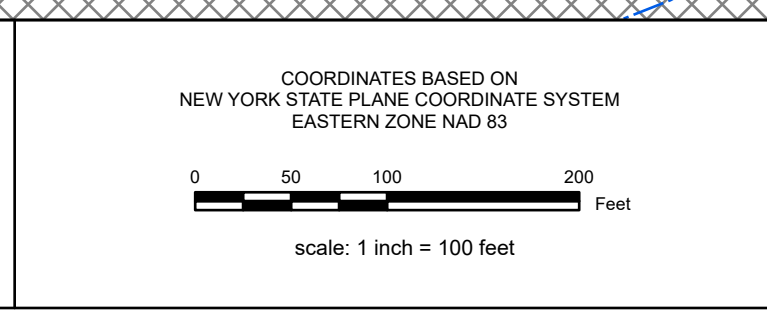 COORDINATES BASED ON
NEW YORK STATE PLANE COORDINATE SYSTEM
EASTERN ZONE NAD 83
0 50 100 200
Feet
scale: 1 inch = 100 feet